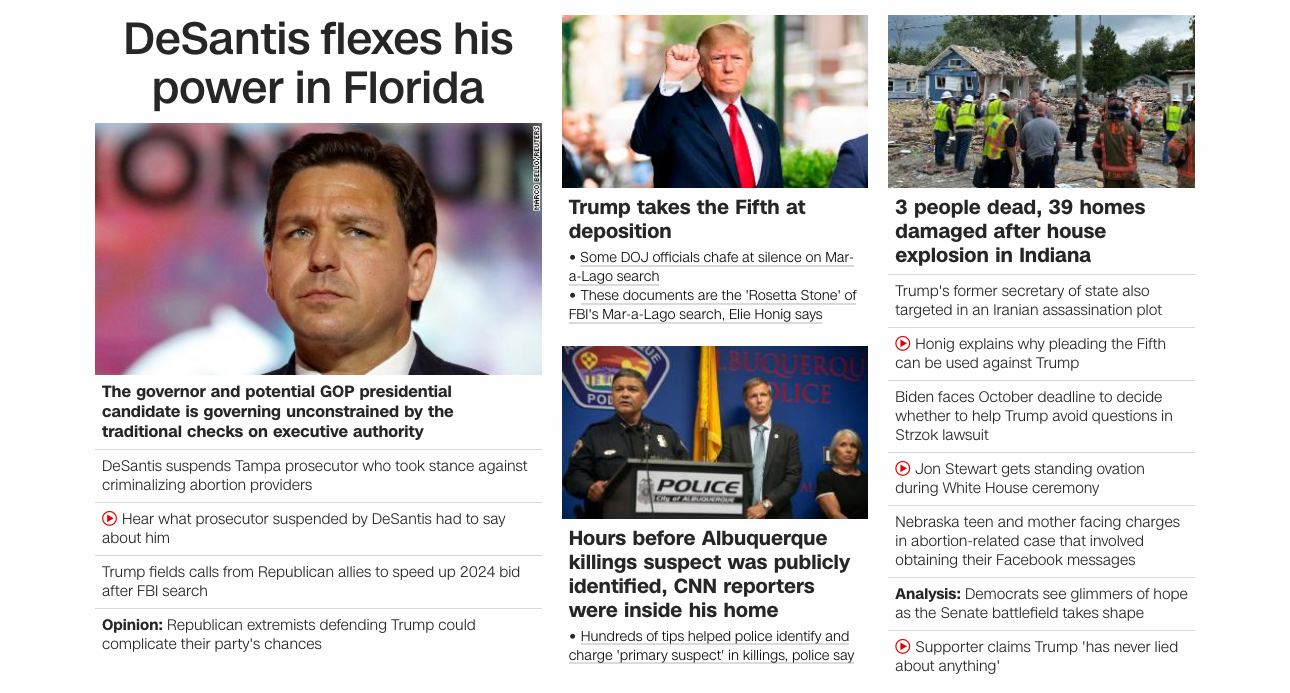 DeSantis flexes his
power in Florida
MARCO BELLO/REUTERS
The governor and potential GOP presidential
candidate is governing unconstrained by the
traditional checks on executive authority
DeSantis suspends Tampa prosecutor who took stance against
criminalizing abortion providers
Hear what prosecutor suspended by DeSantis had to say
about him
Trump fields calls from Republican allies to speed up 2024 bid
after FBI search
Opinion: Republican extremists defending Trump could
complicate their party's chances
Trump takes the Fifth at
deposition
• Some DOJ officials chafe at silence on Mar-
a-Lago search
• These documents are the 'Rosetta Stone' of
FBI's Mar-a-Lago search, Elie Honig says
ALBUQUERQU
POLICE
POLICE
City of ALBUQUERQUE
Hours before Albuquerque
killings suspect was publicly
identified, CNN reporters
were inside his home
• Hundreds of tips helped police identify and
charge 'primary suspect' in killings, police say
3 people dead, 39 homes
damaged after house
explosion in Indiana
Trump's former secretary of state also
targeted in an Iranian assassination plot
Honig explains why pleading the Fifth
can be used against Trump
Biden faces October deadline to decide
whether to help Trump avoid questions in
Strzok lawsuit
Jon Stewart gets standing ovation
during White House ceremony
Nebraska teen and mother facing charges
in abortion-related case that involved
obtaining their Facebook messages
Analysis: Democrats see glimmers of hope
as the Senate battlefield takes shape
Supporter claims Trump 'has never lied
about anything'